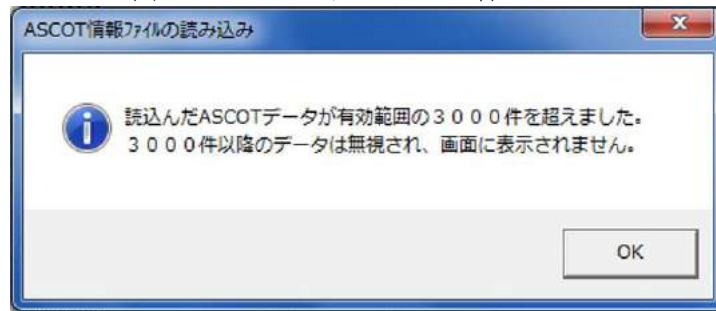 ASCOT情報ﾌｧｲﾙの読み込み
読込んだASCOTデータが有効範囲の３０００件を超えました。
３０００件以降のデータは無視され、画面に表示されません。
OK